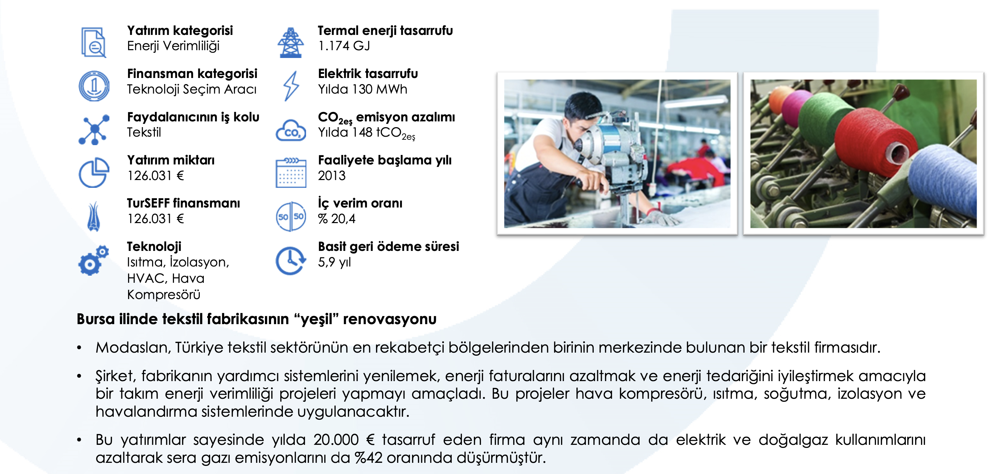 Yatırım kategorisi
Enerji Verimliliği
Finansman kategorisi
Teknoloji Seçim Aracı
Faydalanıcının iş kolu
Tekstil
Yatırım miktarı
126.031 €
TurSEFF finansmanı
126.031 €
Teknoloji
Isıtma, İzolasyon,
HVAC, Hava
Kompresörü
Termal enerji tasarrufu
1.174 GJ
Elektrik tasarrufu
Yılda 130 MWh
CO2eş emisyon azalımı
CO2
Yılda 148 tCO2eş
Faaliyete başlama yılı
2013
İç verim oranı
50 50
% 20,4
Basit geri ödeme süresi
5,9 yıl
Bursa ilinde tekstil fabrikasının “yeşil” renovasyonu
• Modaslan, Türkiye tekstil sektörünün en rekabetçi bölgelerinden birinin merkezinde bulunan bir tekstil firmasıdır.
• Şirket, fabrikanın yardımcı sistemlerini yenilemek, enerji faturalarını azaltmak ve enerji tedariğini iyileştirmek amacıyla
bir takım enerji verimliliği projeleri yapmayı amaçladı. Bu projeler hava kompresörü, ısıtma, soğutma, izolasyon ve
havalandırma sistemlerinde uygulanacaktır.
• Bu yatırımlar sayesinde yılda 20.000 € tasarruf eden firma aynı zamanda da elektrik ve doğalgaz kullanımlarını
azaltarak sera gazı emisyonlarını da %42 oranında düşürmüştür.